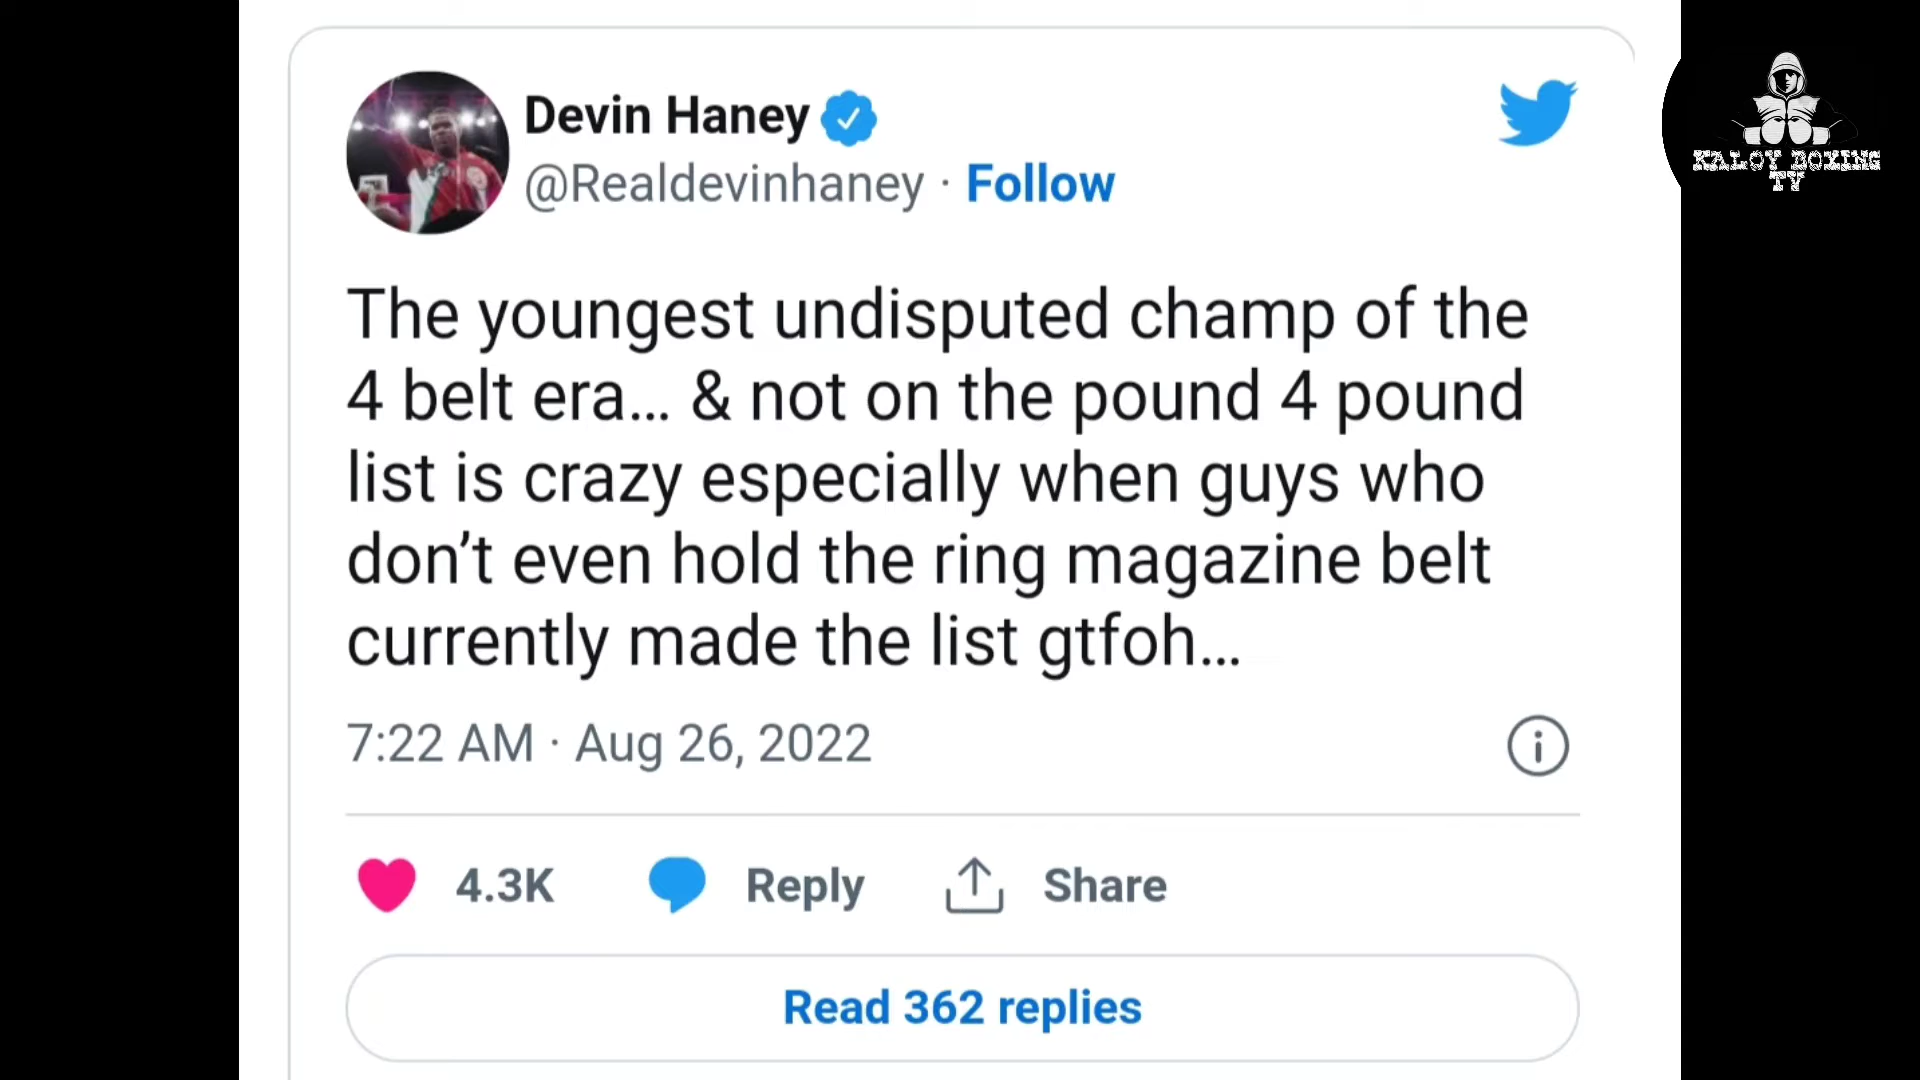 Devin Haney
@Realdevinhaney · Follow
KALOY BOXING
TV
The youngest undisputed champ of the
4 belt era... & not on the pound 4 pound
list is crazy especially when guys who
don’t even hold the ring magazine belt
currently made the list gtfoh...
7:22 AM · Aug 26, 2022
4.3K Reply Share
Read 362 replies